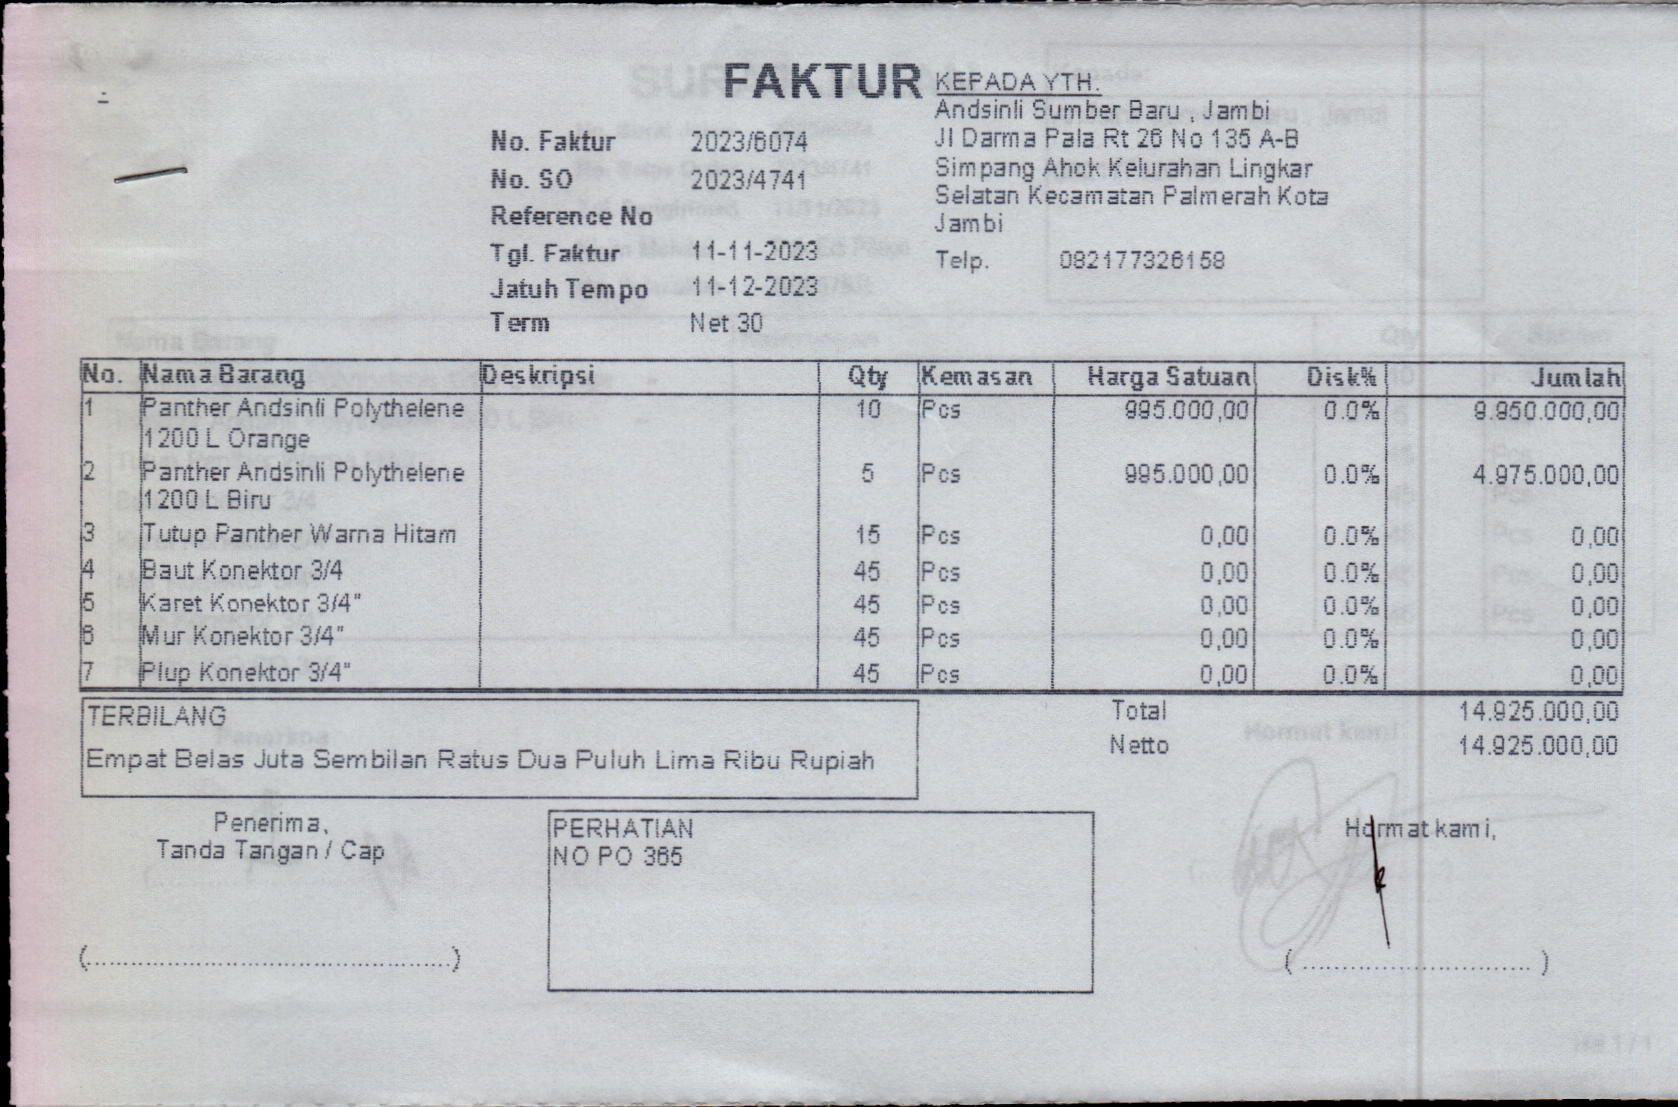 FAKTUR
No. Faktur 2023/6074
No. SO 2023/4741
Reference No
Tgl. Faktur 11-11-2023
Jatuh Tempo 11-12-2023
Term Net 30
KEPADA YTH.
Andsinli Sumber Baru , Jambi
Jl Darma Pala Rt 26 No 135 A-B
Simpang Ahok Kelurahan Lingkar
Selatan Kecamatan Palmerah Kota
Jambi
Telp. 082177326158
No. Nama Barang Deskripsi Qty Kemasan Harga Satuan Disk% Jumlah
1 Panther Andsinli Polythelene 10 Pcs 995.000,00 0.0% 9.950.000,00
1200 L Orange
2 Panther Andsinli Polythelene 5 Pcs 995.000,00 0.0% 4.975.000,00
1200 L Biru
3 Tutup Panther Warna Hitam 15 Pcs 0,00 0.0% 0,00
4 Baut Konektor 3/4 45 Pcs 0,00 0.0% 0,00
5 Karet Konektor 3/4" 45 Pcs 0,00 0.0% 0,00
6 Mur Konektor 3/4" 45 Pcs 0,00 0.0% 0,00
7 Plup Konektor 3/4" 45 Pcs 0,00 0.0% 0,00
TERBILANG
Empat Belas Juta Sembilan Ratus Dua Puluh Lima Ribu Rupiah
Total 14.925.000,00
Netto 14.925.000,00
Penerima,
Tanda Tangan / Cap
(..............................................)
PERHATIAN
NO PO 365
Hormat kami,
( ............................. )